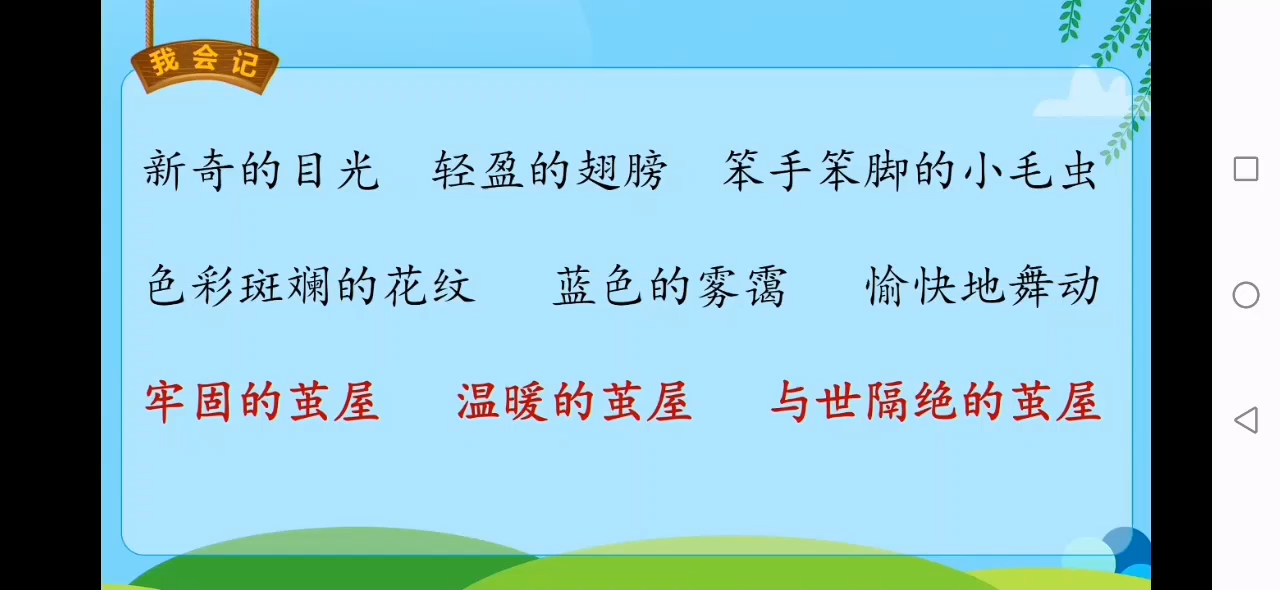 我会记
新奇的目光 轻盈的翅膀 笨手笨脚的小毛虫
色彩斑斓的花纹 蓝色的雾霭 愉快地舞动
牢固的茧屋 温暖的茧屋 与世隔绝的茧屋